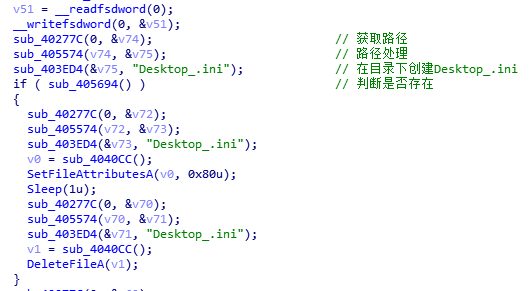 v51 = __readfsdword(0);
__writefsdword(0, &v51);
sub_40277C(0, &v74); // 获取路径
sub_405574(v74, &v75); // 路径处理
sub_403ED4(&v75, "Desktop_.ini"); // 在目录下创建Desktop_.ini
if ( sub_405694() ) // 判断是否存在
{
sub_40277C(0, &v72);
sub_405574(v72, &v73);
sub_403ED4(&v73, "Desktop_.ini");
v0 = sub_4040CC();
SetFileAttributesA(v0, 0x80u);
Sleep(1u);
sub_40277C(0, &v70);
sub_405574(v70, &v71);
sub_403ED4(&v71, "Desktop_.ini");
v1 = sub_4040CC();
DeleteFileA(v1);
}